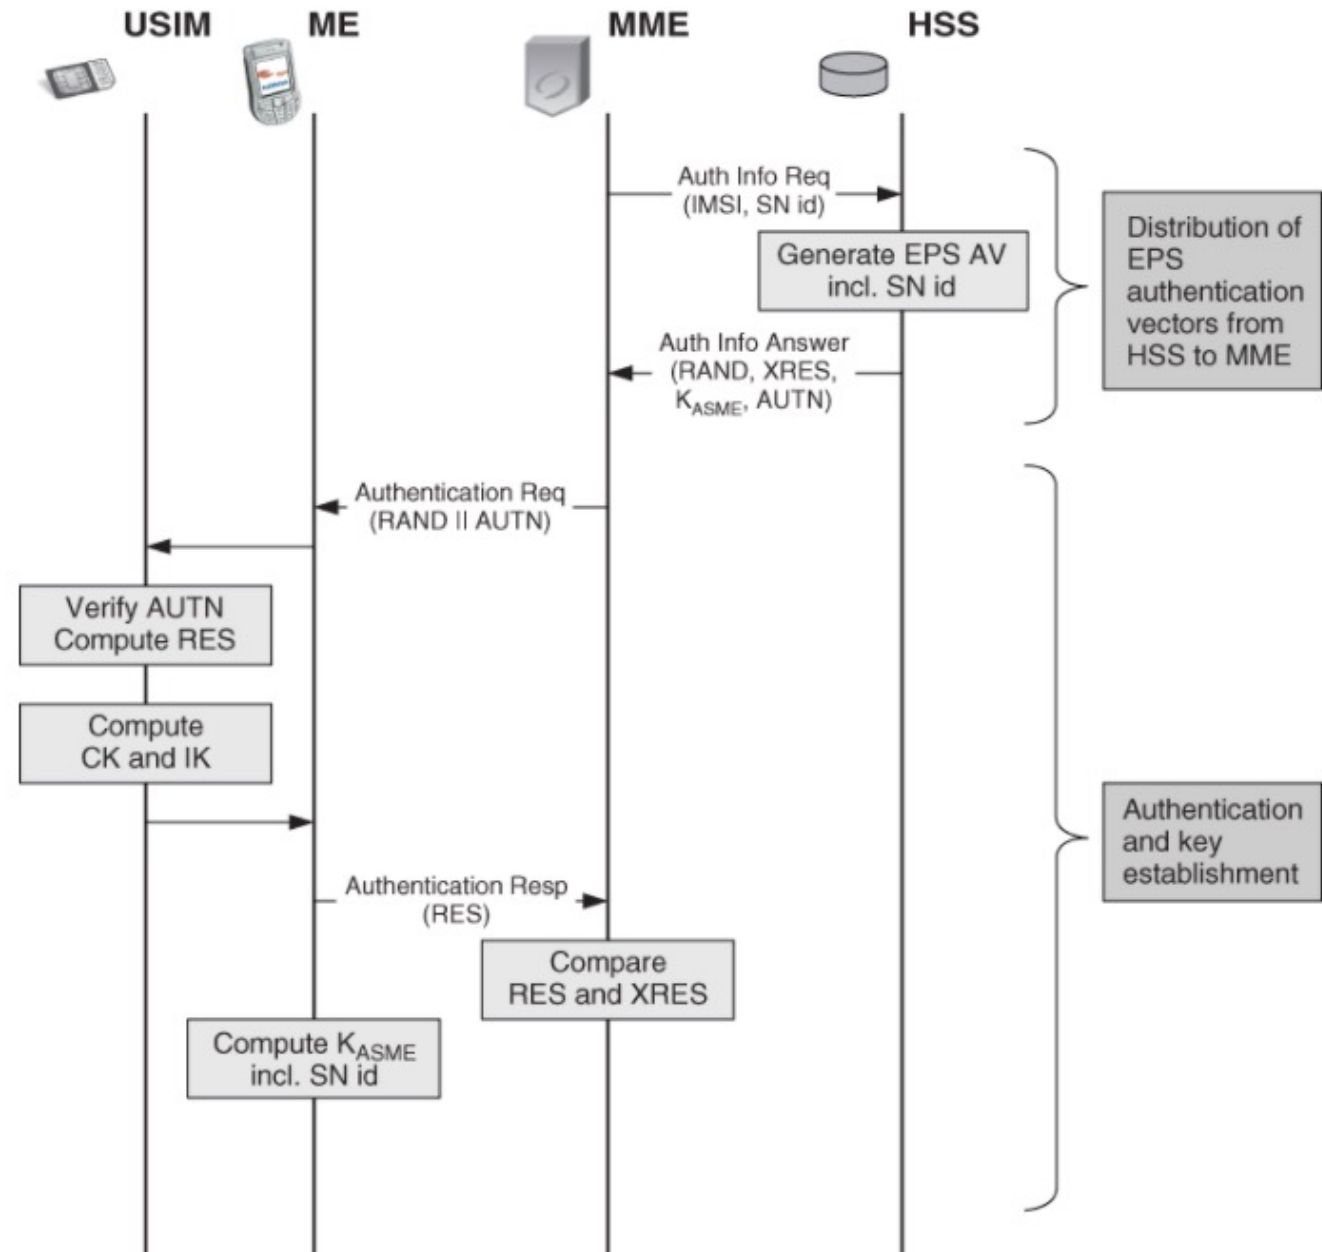 USIM ME MME HSS
Auth Info Req
(IMSI, SN id)
Generate EPS AV
incl. SN id
Auth Info Answer
(RAND, XRES,
K_ASME, AUTN)
Distribution of
EPS
authentication
vectors from
HSS to MME
Authentication Req
(RAND || AUTN)
Verify AUTN
Compute RES
Compute
CK and IK
Authentication Resp
(RES)
Compare
RES and XRES
Compute K_ASME
incl. SN id
Authentication
and key
establishment